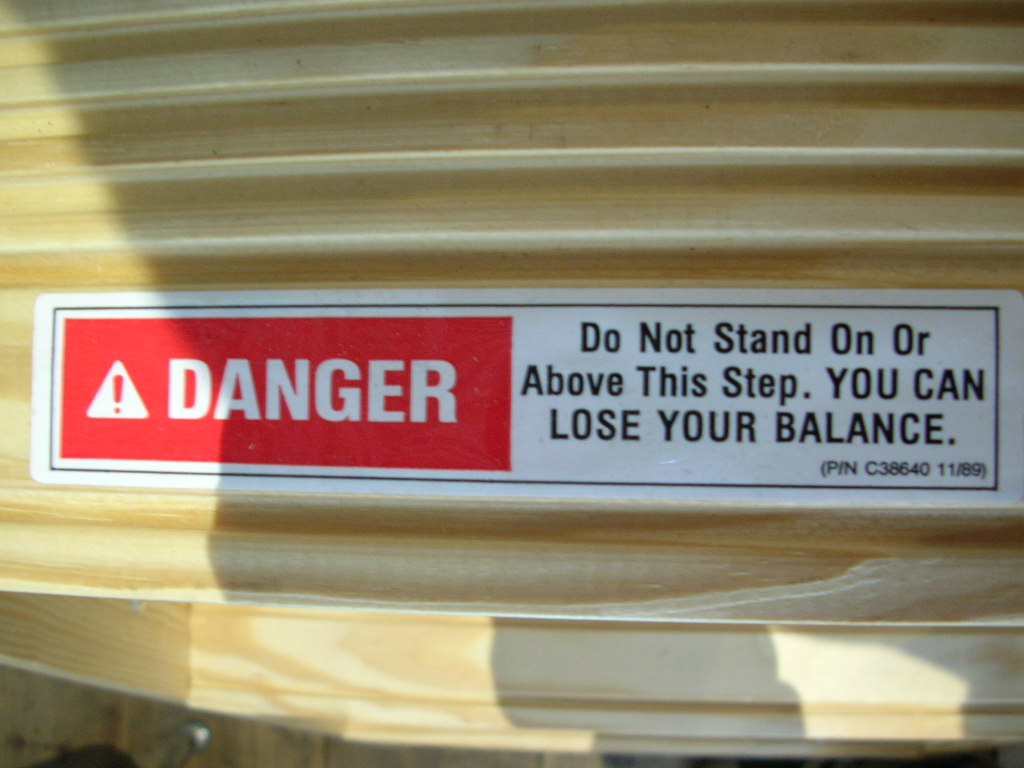 DANGER
Do Not Stand On Or
Above This Step. YOU CAN
LOSE YOUR BALANCE.
(P/N C38640 11/89)